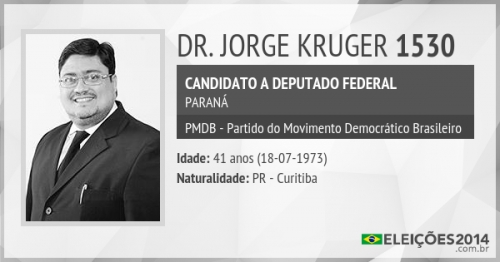 DR. JORGE KRUGER 1530
CANDIDATO A DEPUTADO FEDERAL
PARANÁ
PMDB - Partido do Movimento Democrático Brasileiro
Idade: 41 anos (18-07-1973)
Naturalidade: PR - Curitiba
ELEIÇÕES2014
.com.br